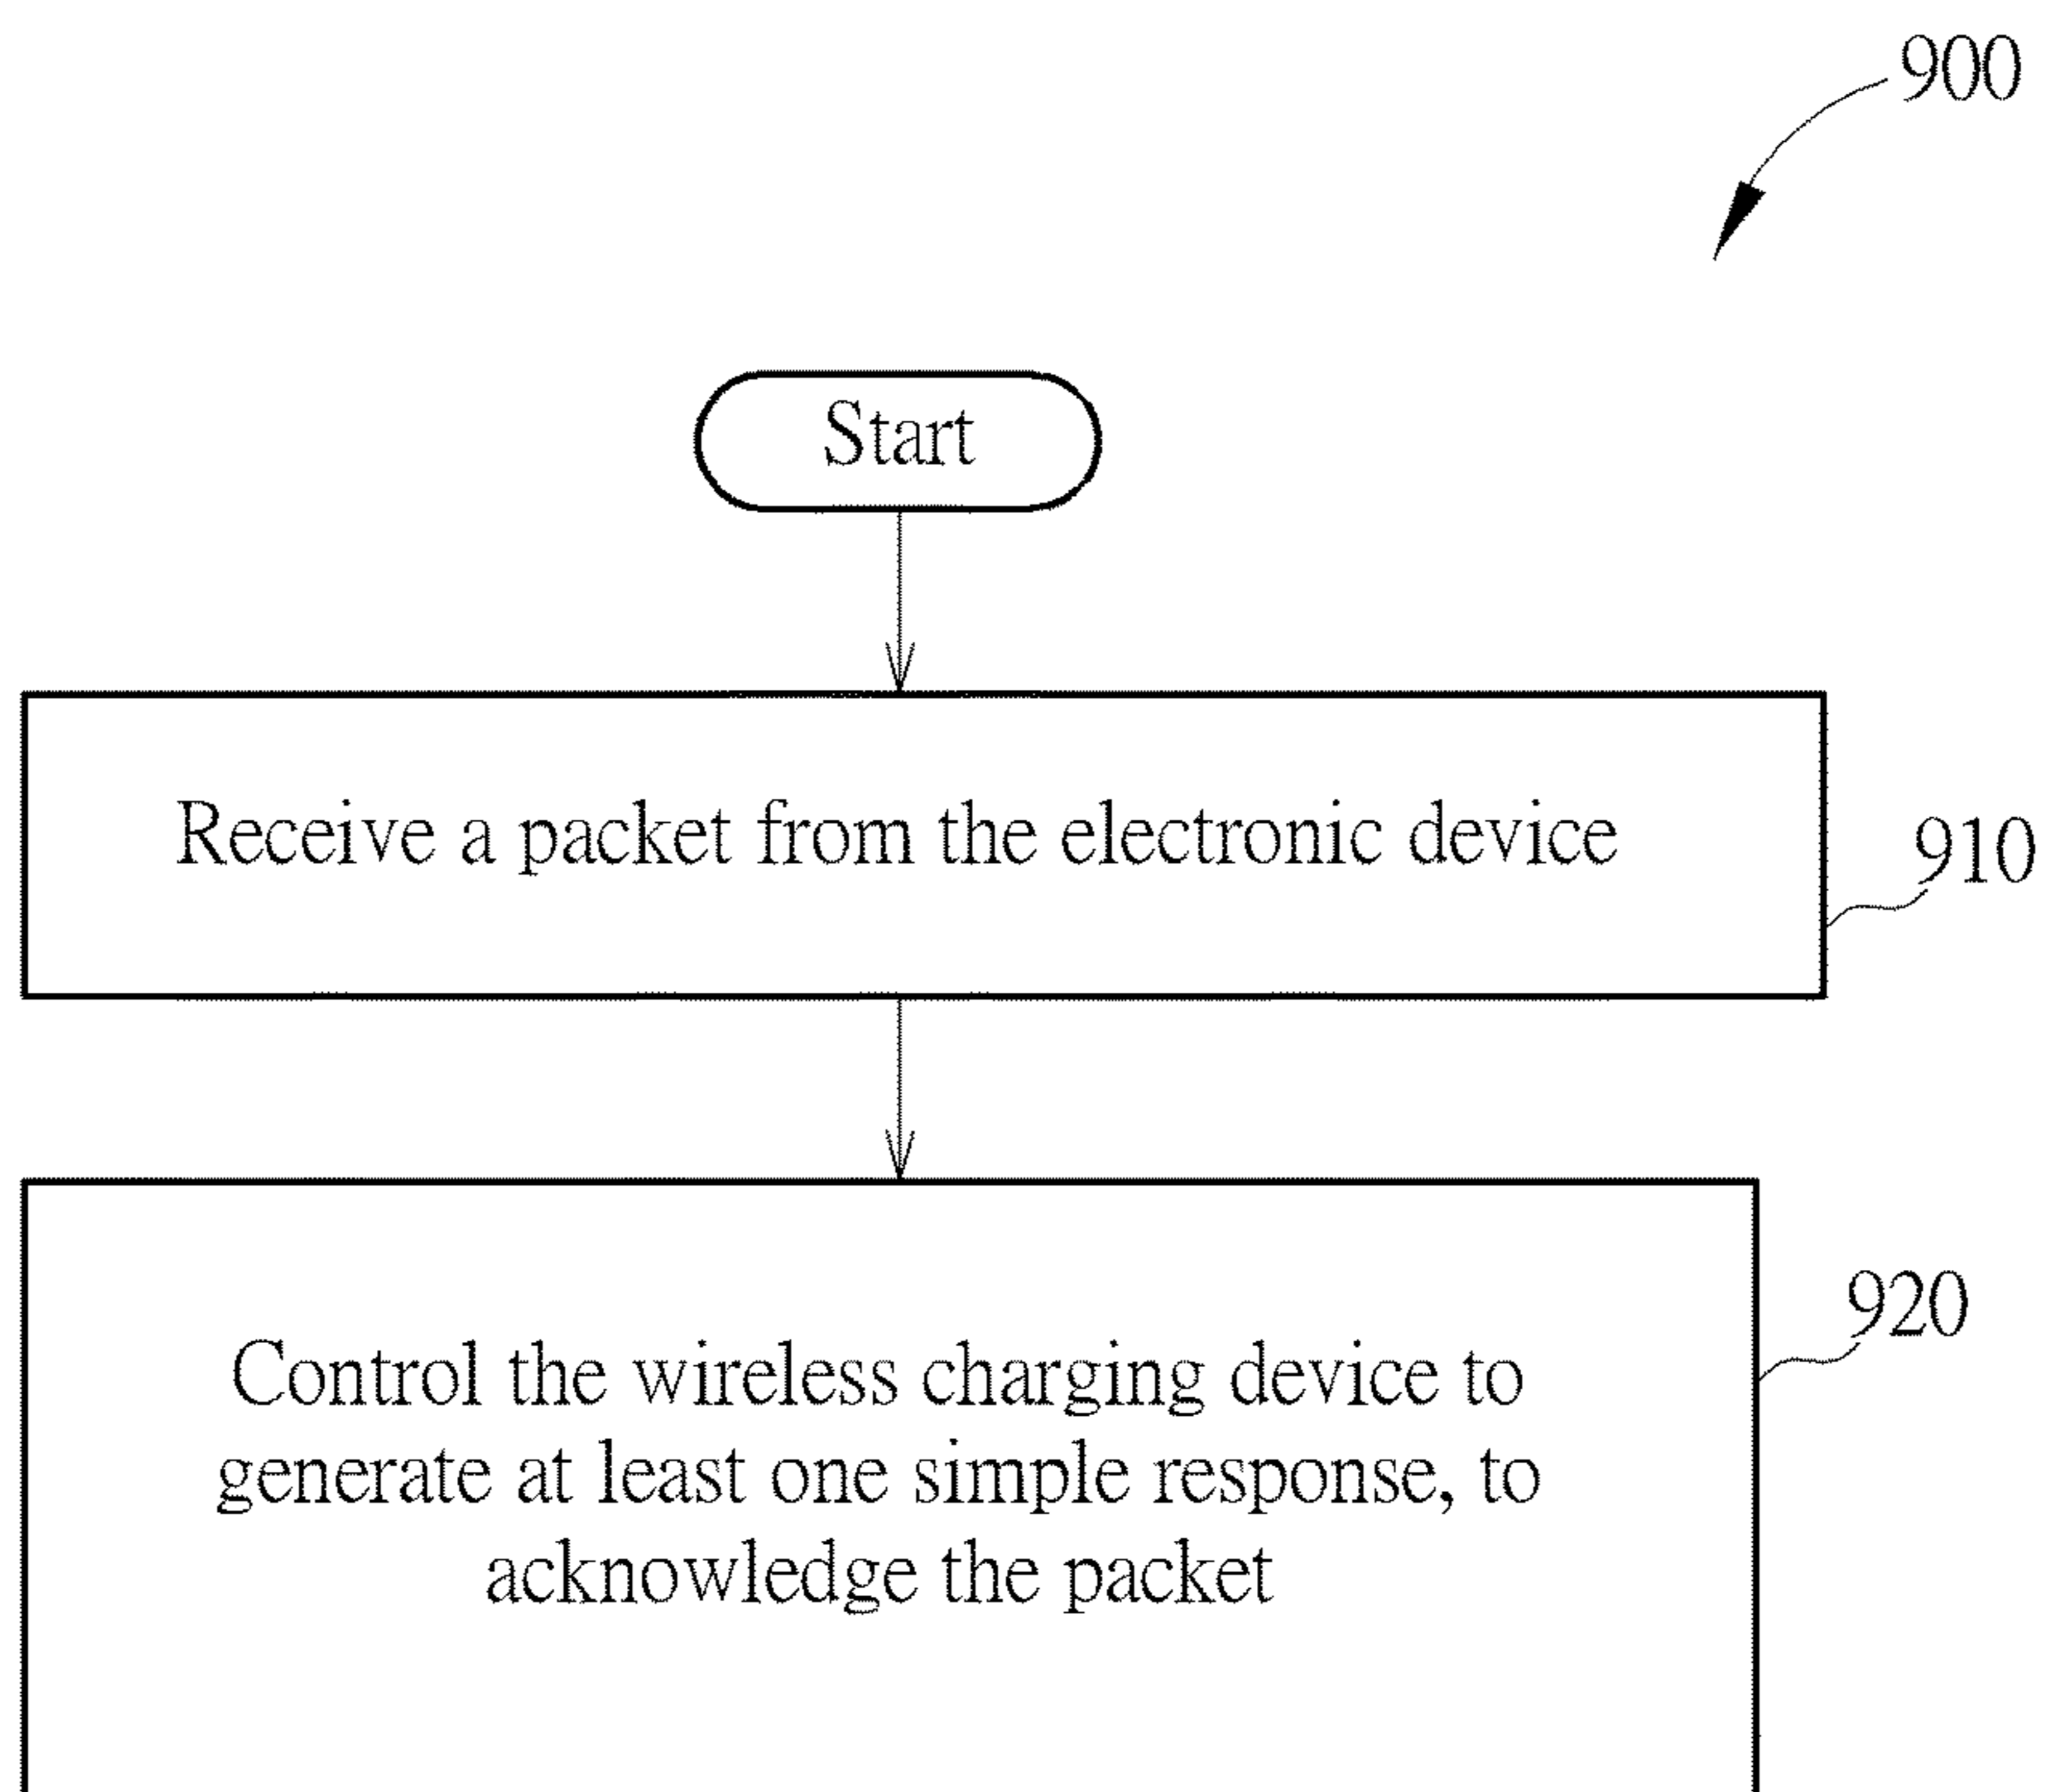 900
Start
Receive a packet from the electronic device
910
920
Control the wireless charging device to
generate at least one simple response, to
acknowledge the packet